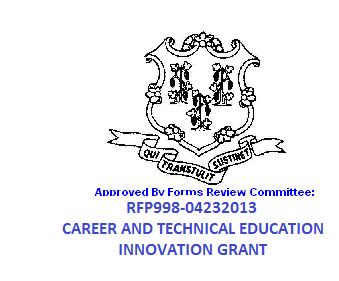 QUI TRANSTULIT SUSTINET
Approved By Forms Review Committee:
RFP998-04232013
CAREER AND TECHNICAL EDUCATION
INNOVATION GRANT